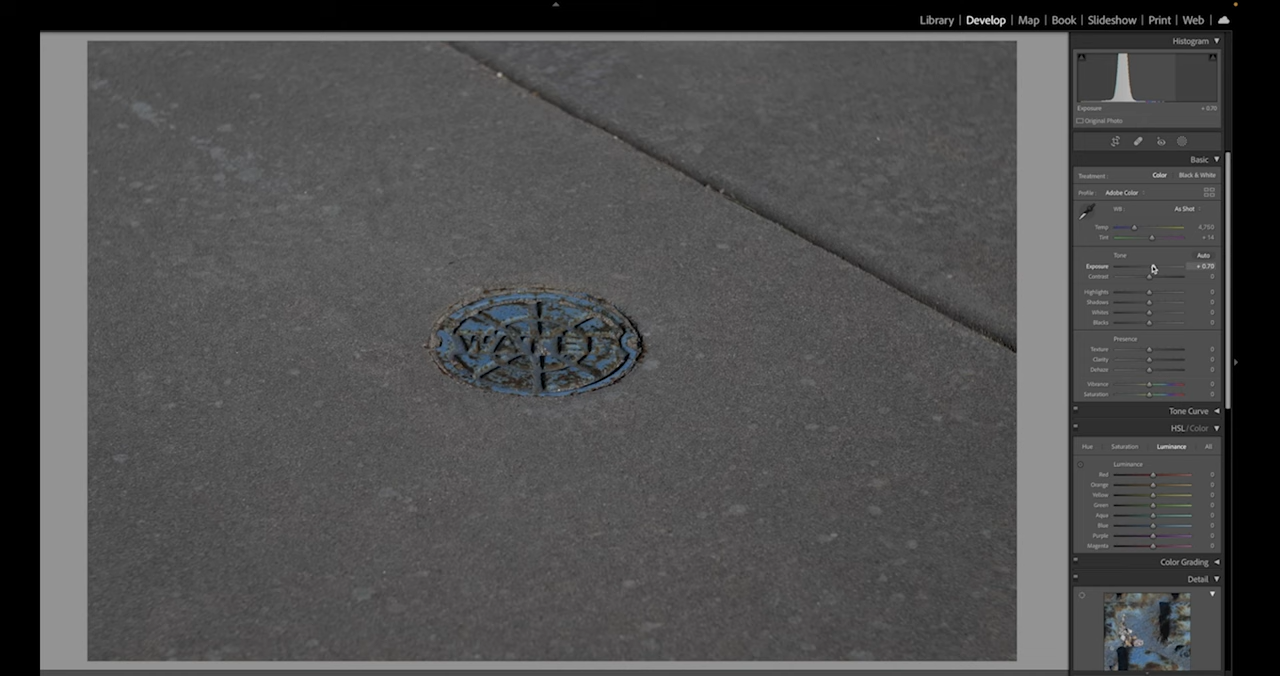 Library | Develop | Map | Book | Slideshow | Print | Web
Histogram
Exposure + 0.70
Original Photo
Basic
Treatment: Color Black & White
Profile: Adobe Color
WB: As Shot
Temp 4,750
Tint + 14
Tone Auto
Exposure + 0.70
Contrast 0
Highlights 0
Shadows 0
Whites 0
Blacks 0
Presence
Texture 0
Clarity 0
Dehaze 0
Vibrance 0
Saturation 0
Tone Curve
HSL / Color
Hue Saturation Luminance All
Luminance
Red 0
Orange 0
Yellow 0
Green 0
Aqua 0
Blue 0
Purple 0
Magenta 0
Color Grading
Detail
WATER